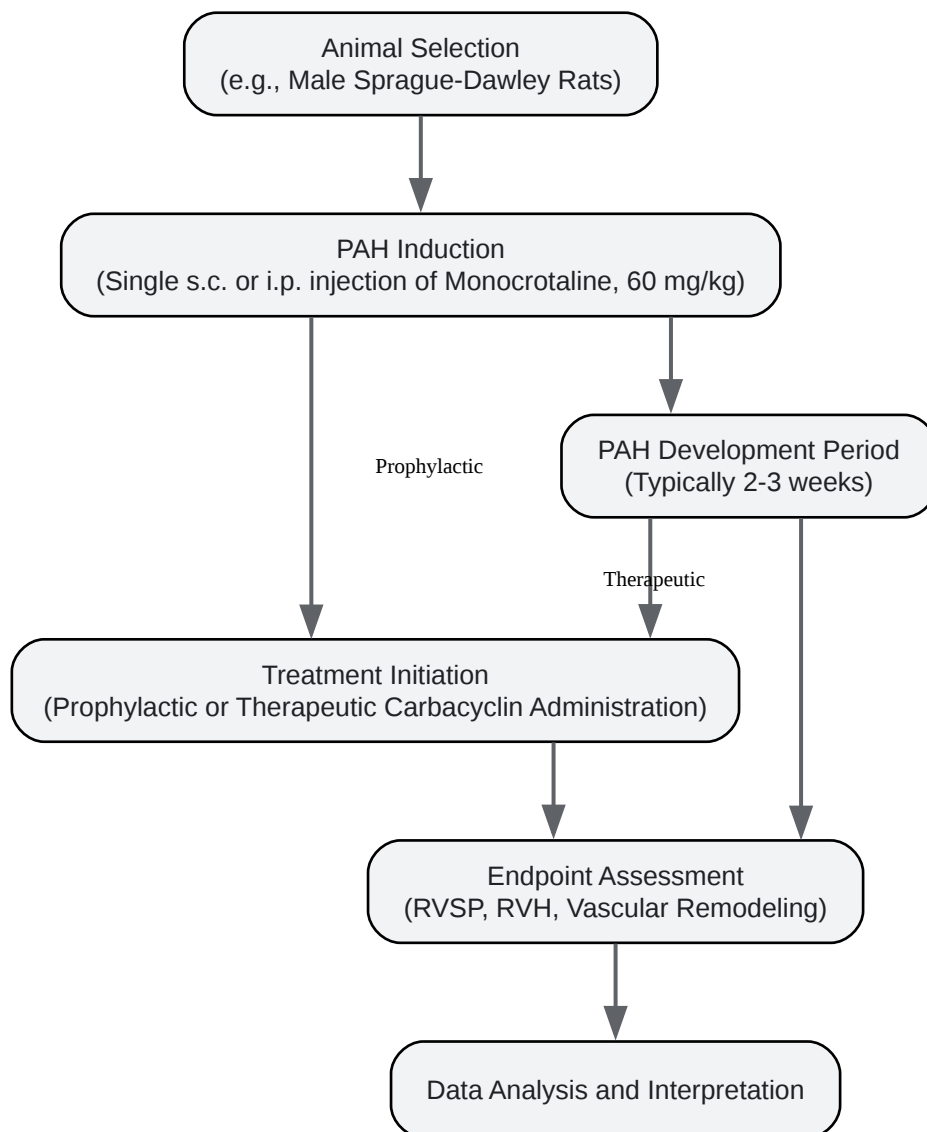 Animal Selection
(e.g., Male Sprague-Dawley Rats)
PAH Induction
(Single s.c. or i.p. injection of Monocrotaline, 60 mg/kg)
PAH Development Period
(Typically 2-3 weeks)
Prophylactic
Therapeutic
Treatment Initiation
(Prophylactic or Therapeutic Carbacyclin Administration)
Endpoint Assessment
(RVSP, RVH, Vascular Remodeling)
Data Analysis and Interpretation